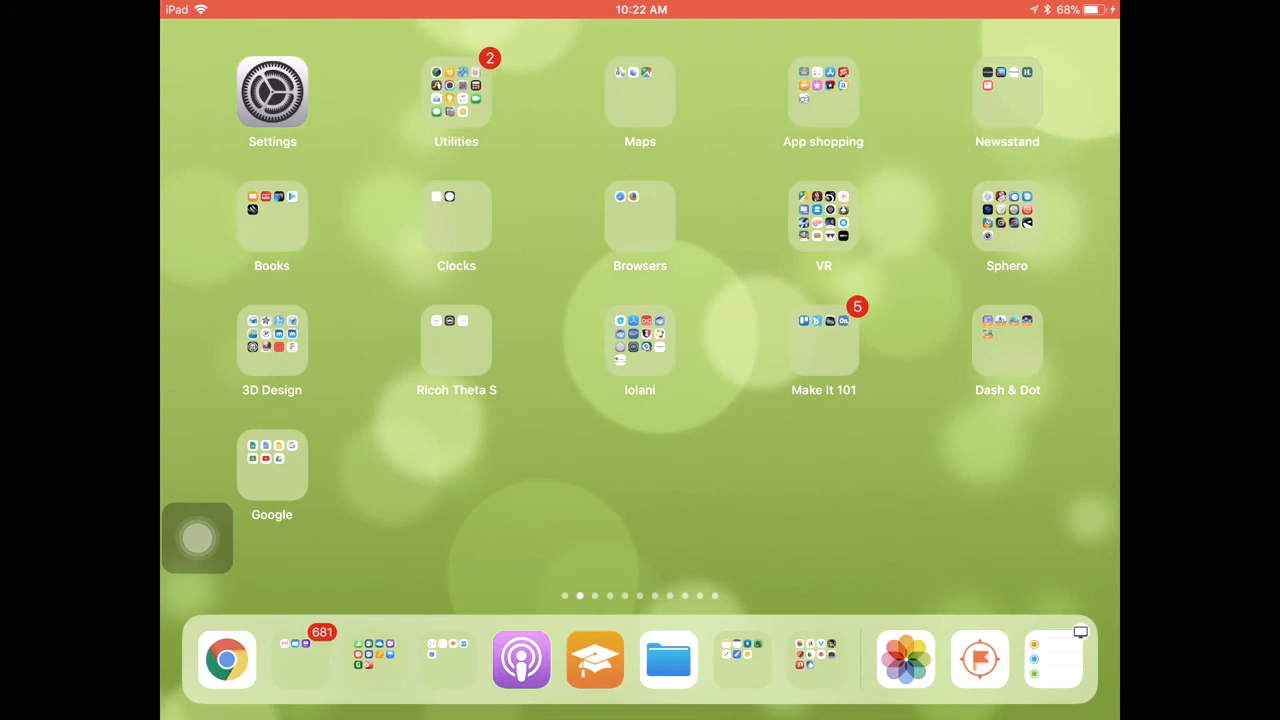 iPad 10:22 AM 68%
2
Settings Utilities Maps App shopping Newsstand
Books Clocks Browsers VR Sphero
5
3D Design Ricoh Theta S Iolani Make It 101 Dash & Dot
Google
681